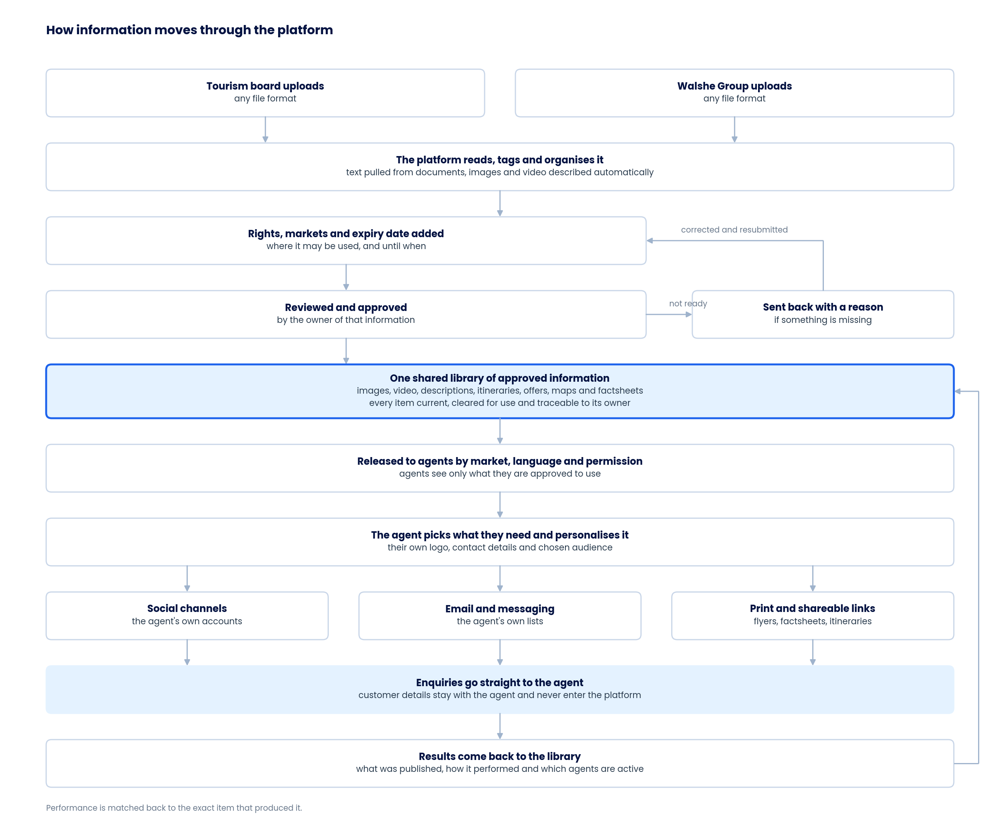 How information moves through the platform
Tourism board uploads
any file format
Walshe Group uploads
any file format
The platform reads, tags and organises it
text pulled from documents, images and video described automatically
Rights, markets and expiry date added
where it may be used, and until when
corrected and resubmitted
Reviewed and approved
by the owner of that information
not ready
Sent back with a reason
if something is missing
One shared library of approved information
images, video, descriptions, itineraries, offers, maps and factsheets
every item current, cleared for use and traceable to its owner
Released to agents by market, language and permission
agents see only what they are approved to use
The agent picks what they need and personalises it
their own logo, contact details and chosen audience
Social channels
the agent's own accounts
Email and messaging
the agent's own lists
Print and shareable links
flyers, factsheets, itineraries
Enquiries go straight to the agent
customer details stay with the agent and never enter the platform
Results come back to the library
what was published, how it performed and which agents are active
Performance is matched back to the exact item that produced it.